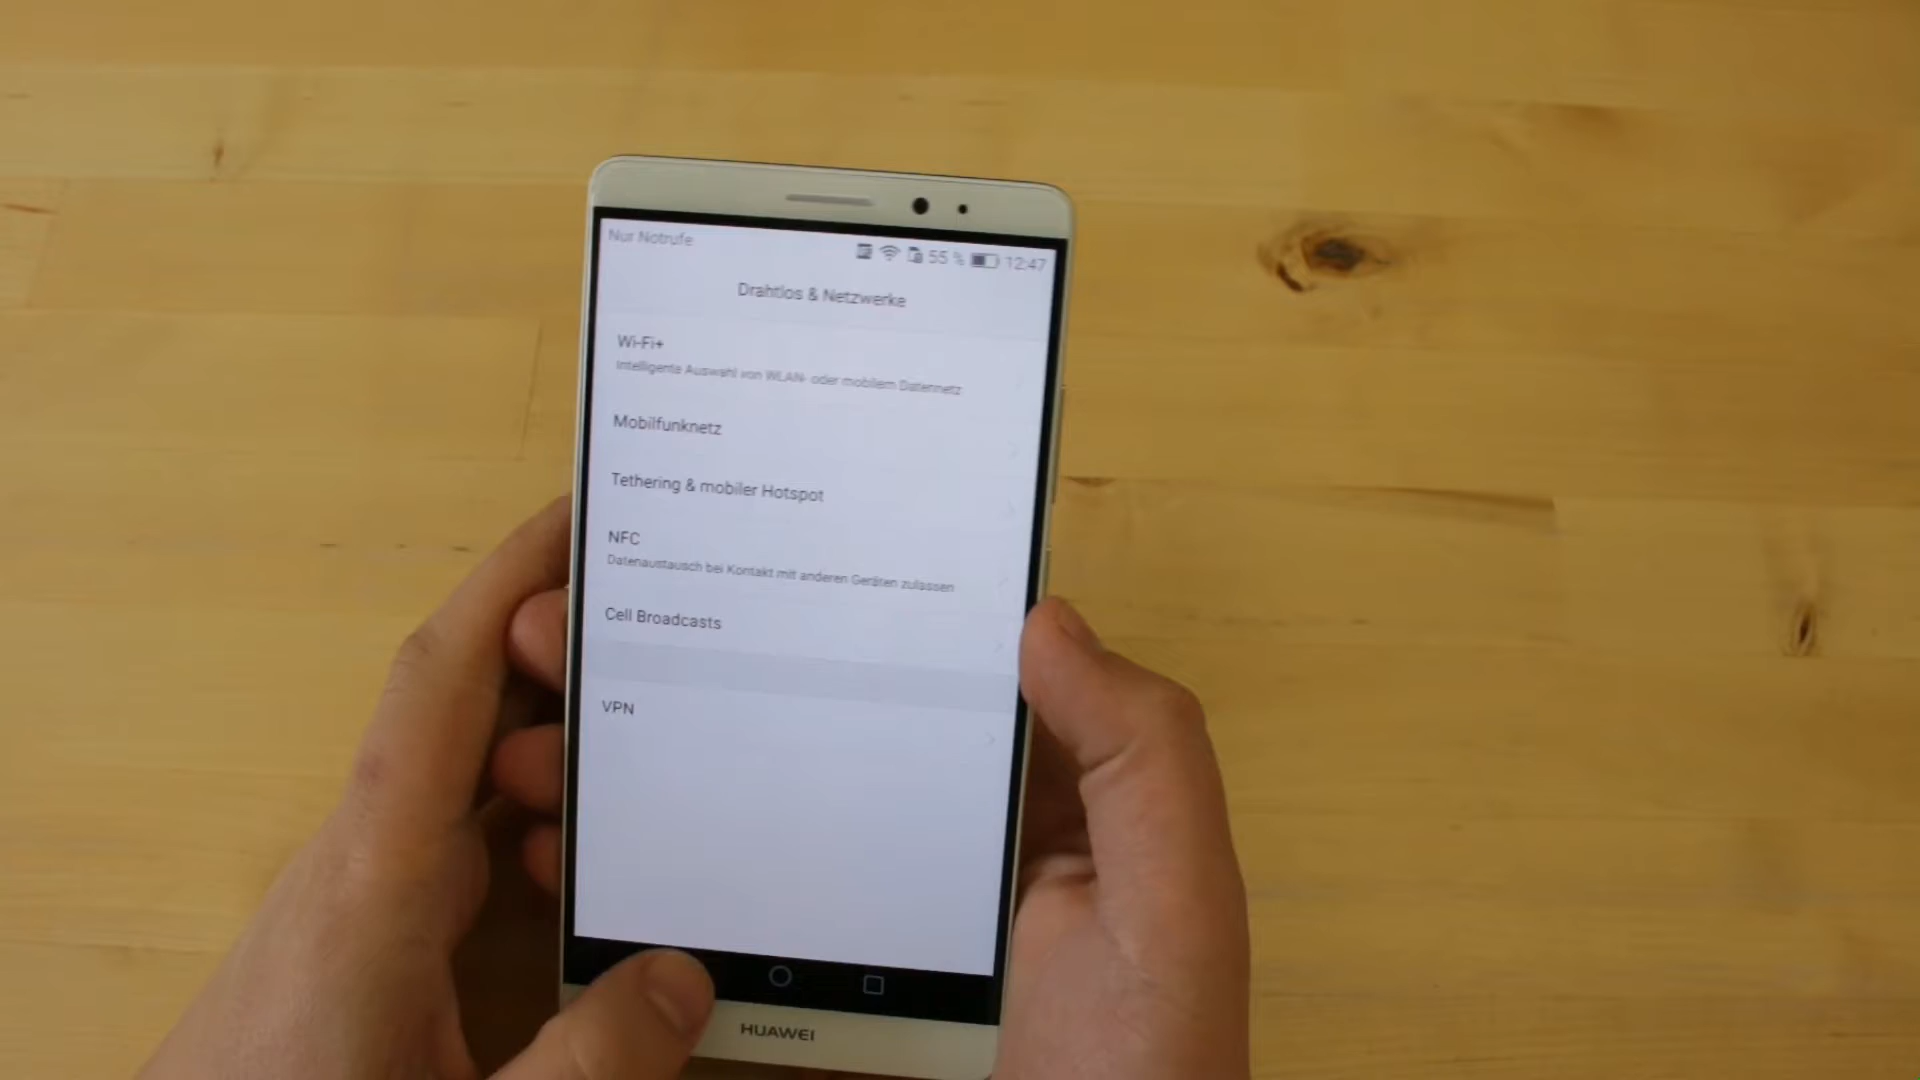 Nur Notrufe
55 % 12:47
Drahtlos & Netzwerke
Wi-Fi+
Intelligente Auswahl von WLAN- oder mobilem Datennetz
Mobilfunknetz
Tethering & mobiler Hotspot
NFC
Datenaustausch bei Kontakt mit anderen Geräten zulassen
Cell Broadcasts
VPN
HUAWEI